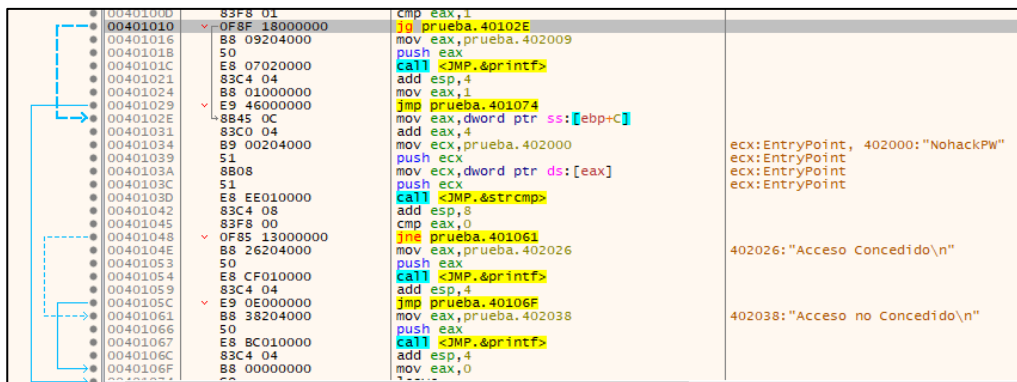 0040100D 83F8 01 cmp eax,1
00401010 0F8F 18000000 jg prueba.40102E
00401016 B8 09204000 mov eax,prueba.402009
0040101B 50 push eax
0040101C E8 07020000 call <JMP.&printf>
00401021 83C4 04 add esp,4
00401024 B8 01000000 mov eax,1
00401029 E9 46000000 jmp prueba.401074
0040102E 8B45 0C mov eax,dword ptr ss:[ebp+C]
00401031 83C0 04 add eax,4
00401034 B9 00204000 mov ecx,prueba.402000 ecx:EntryPoint, 402000:"NohackPW"
00401039 51 push ecx ecx:EntryPoint
0040103A 8B08 mov ecx,dword ptr ds:[eax] ecx:EntryPoint
0040103C 51 push ecx ecx:EntryPoint
0040103D E8 EE010000 call <JMP.&strcmp>
00401042 83C4 08 add esp,8
00401045 83F8 00 cmp eax,0
00401048 0F85 13000000 jne prueba.401061
0040104E B8 26204000 mov eax,prueba.402026 402026:"Acceso Concedido\n"
00401053 50 push eax
00401054 E8 CF010000 call <JMP.&printf>
00401059 83C4 04 add esp,4
0040105C E9 0E000000 jmp prueba.40106F
00401061 B8 38204000 mov eax,prueba.402038 402038:"Acceso no Concedido\n"
00401066 50 push eax
00401067 E8 BC010000 call <JMP.&printf>
0040106C 83C4 04 add esp,4
0040106F B8 00000000 mov eax,0